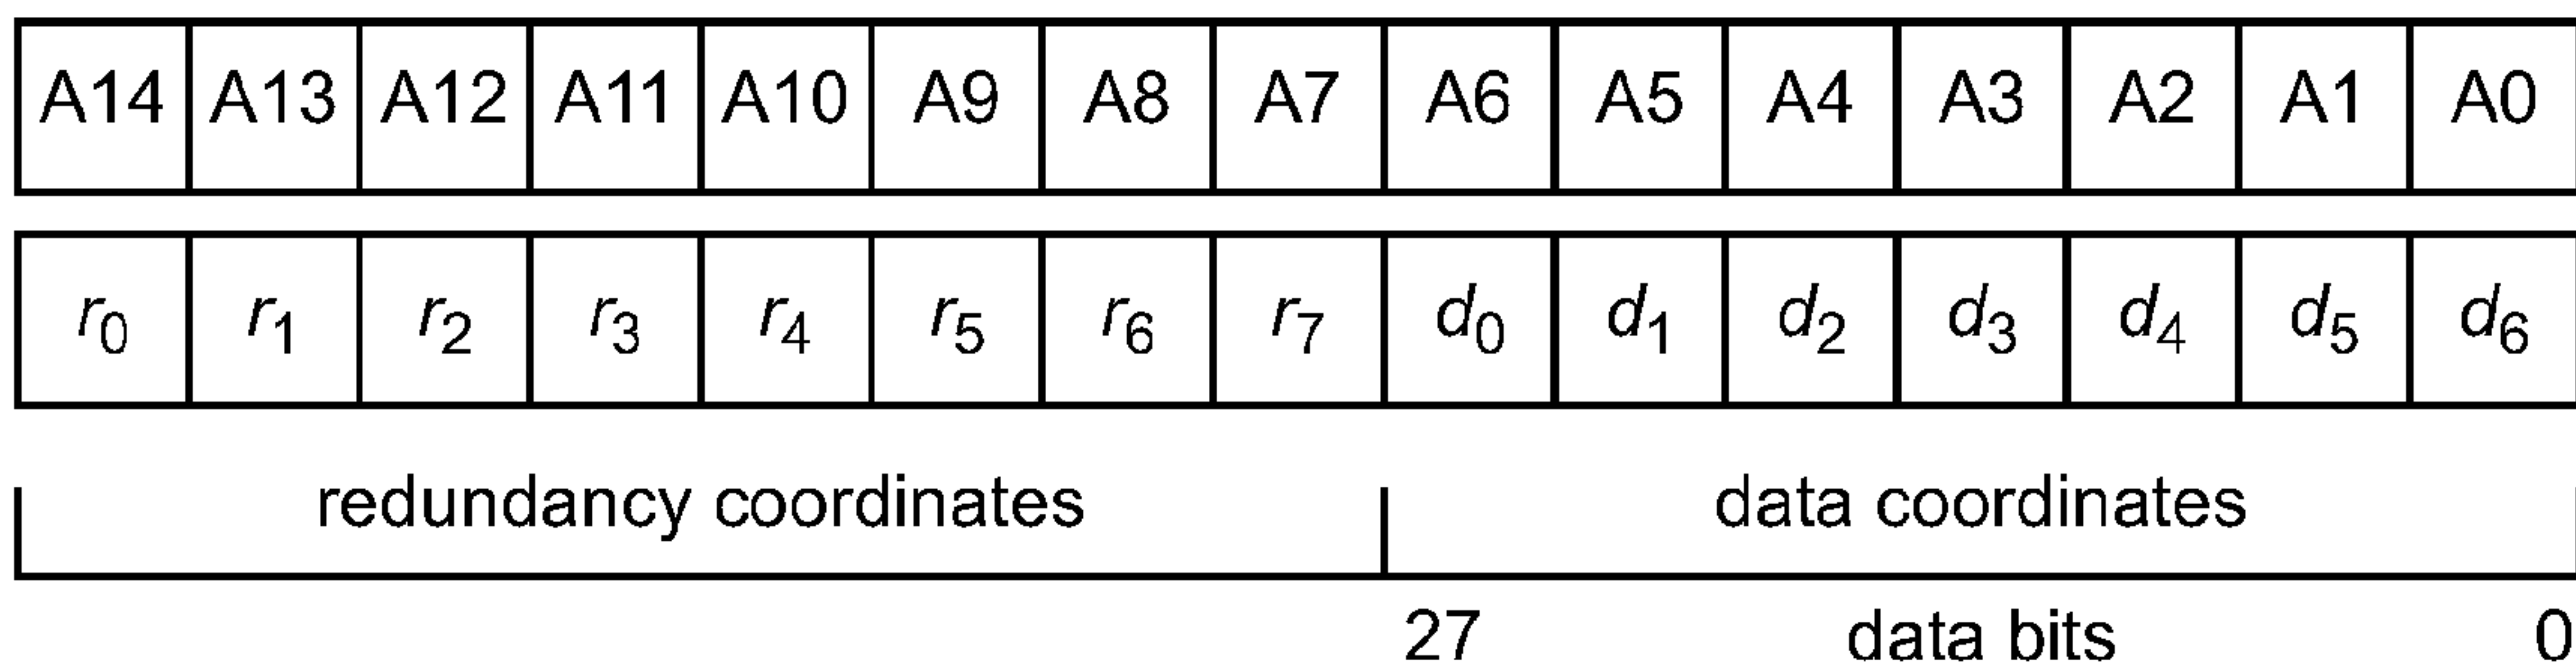 A14 A13 A12 A11 A10 A9 A8 A7 A6 A5 A4 A3 A2 A1 A0
r0 r1 r2 r3 r4 r5 r6 r7 d0 d1 d2 d3 d4 d5 d6
redundancy coordinates data coordinates
27 data bits 0